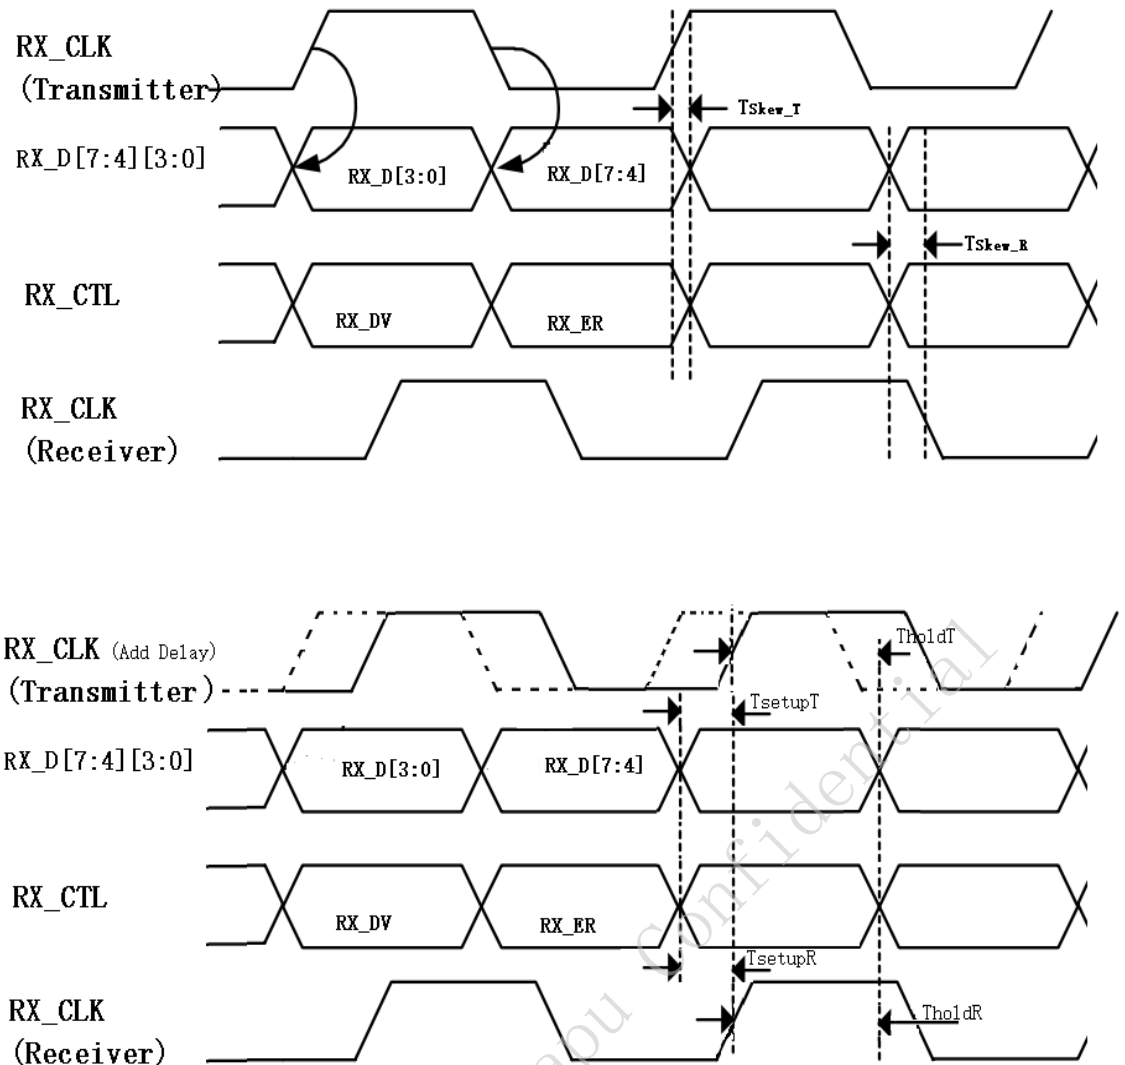 RX_CLK
(Transmitter)
TSkew_T
RX_D[7:4][3:0]
RX_D[3:0]
RX_D[7:4]
TSkew_R
RX_CTL
RX_DV
RX_ER
RX_CLK
(Receiver)
RX_CLK (Add Delay)
(Transmitter)
TholdT
TsetupT
RX_D[7:4][3:0]
RX_D[3:0]
RX_D[7:4]
RX_CTL
RX_DV
RX_ER
TsetupR
RX_CLK
(Receiver)
TholdR
Confidential